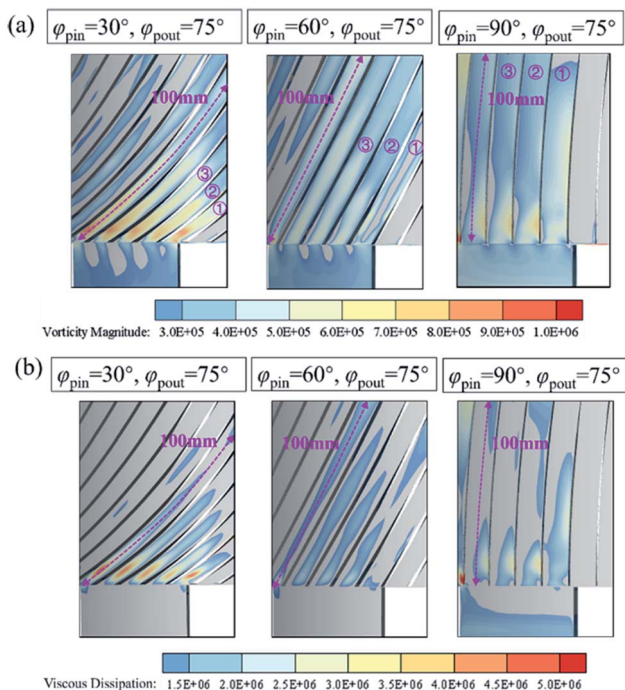 (a)
φpin=30°, φpout=75°
φpin=60°, φpout=75°
φpin=90°, φpout=75°
100mm
③
②
①
100mm
③
②
①
③
②
①
100mm
Vorticity Magnitude: 3.0E+05 4.0E+05 5.0E+05 6.0E+05 7.0E+05 8.0E+05 9.0E+05 1.0E+06
(b)
φpin=30°, φpout=75°
φpin=60°, φpout=75°
φpin=90°, φpout=75°
100mm
100mm
100mm
Viscous Dissipation: 1.5E+06 2.0E+06 2.5E+06 3.0E+06 3.5E+06 4.0E+06 4.5E+06 5.0E+06